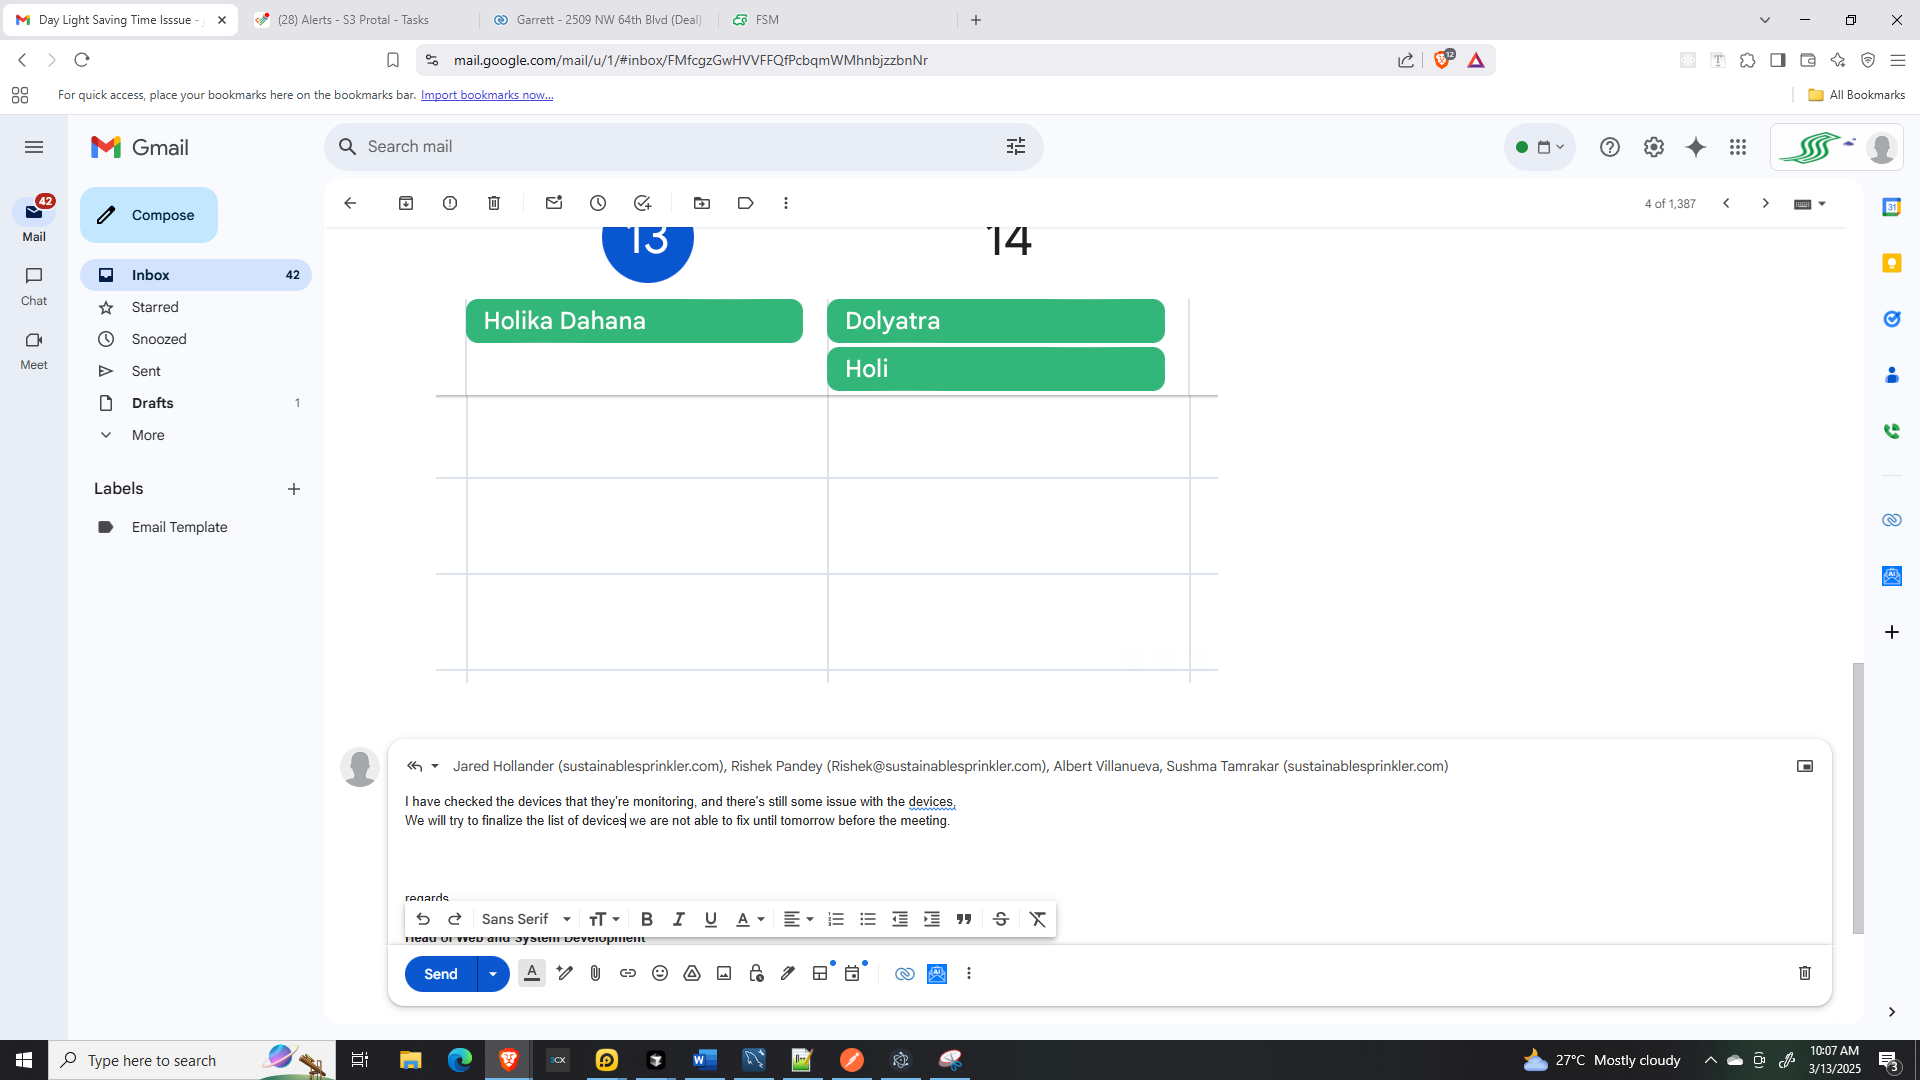 Day Light Saving Time Isssue -
(28) Alerts - S3 Protal - Tasks
Garrett - 2509 NW 64th Blvd (Deal)
FSM
mail.google.com/mail/u/1/#inbox/FMfcgzGwHVVFFQfPcbqmWMhnbjzzbnNr
12
For quick access, place your bookmarks here on the bookmarks bar. Import bookmarks now...
All Bookmarks
Gmail
Search mail
42
Mail
Chat
Meet
Compose
Inbox 42
Starred
Snoozed
Sent
Drafts 1
More
Labels
Email Template
4 of 1,387
31
13 14
Holika Dahana Dolyatra
Holi
Jared Hollander (sustainablesprinkler.com), Rishek Pandey (Rishek@sustainablesprinkler.com), Albert Villanueva, Sushma Tamrakar (sustainablesprinkler.com)
I have checked the devices that they're monitoring, and there's still some issue with the devices,
We will try to finalize the list of devices we are not able to fix until tomorrow before the meeting.
regards
Sans Serif
Head of Web and System Development
Send
Type here to search
27°C Mostly cloudy
10:07 AM
3/13/2025
3